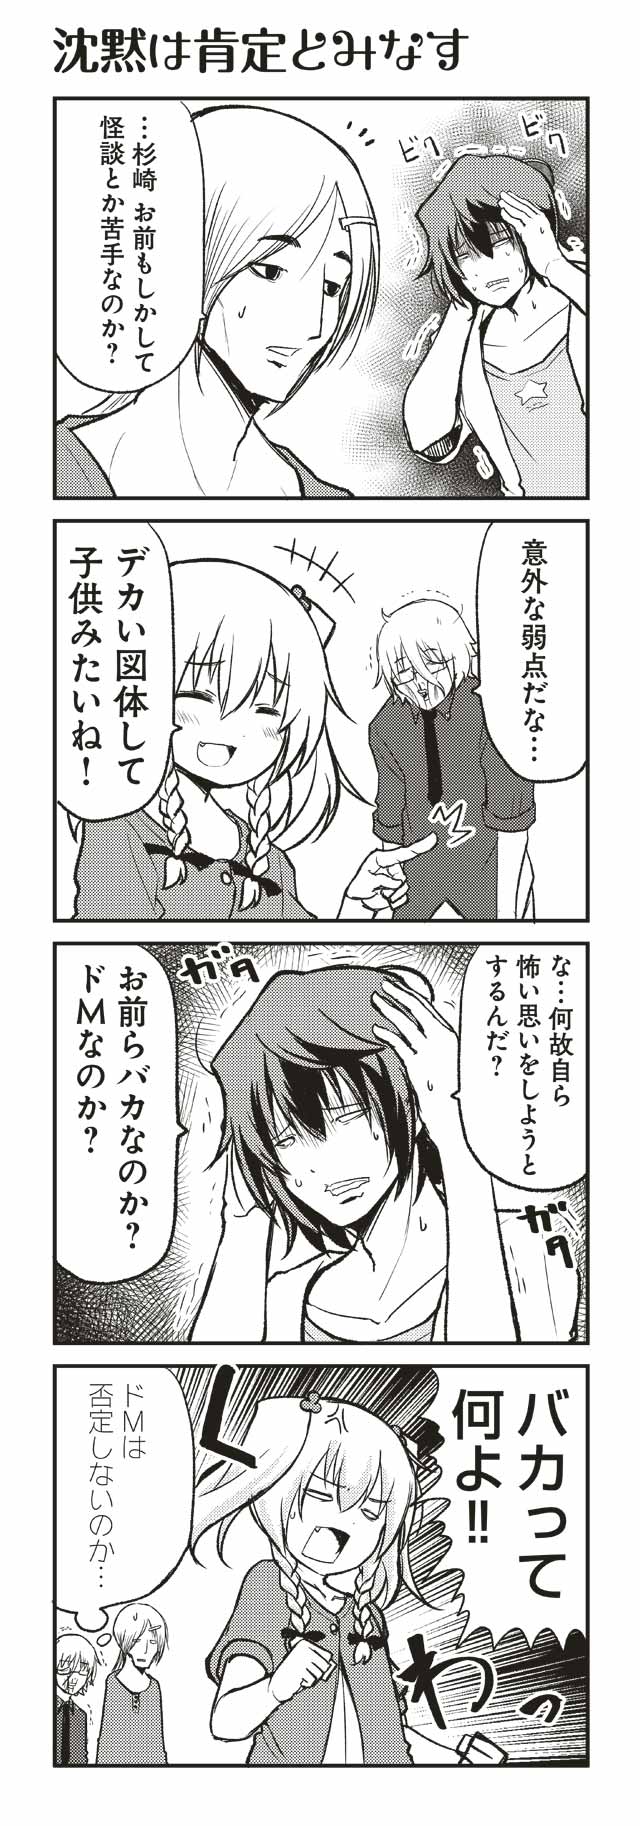 沈黙は肯定とみなす
ビク
ビク
…杉崎 お前もしかして
怪談とか苦手なのか？
意外な弱点だな…
デカい図体して
子供みたいね！
な…何故自ら
怖い思いをしようと
するんだ？
ガタ
ガタ
お前らバカなのか？
ドMなのか？
バカって
何よ!!
くわっ
ドMは
否定しないのか…